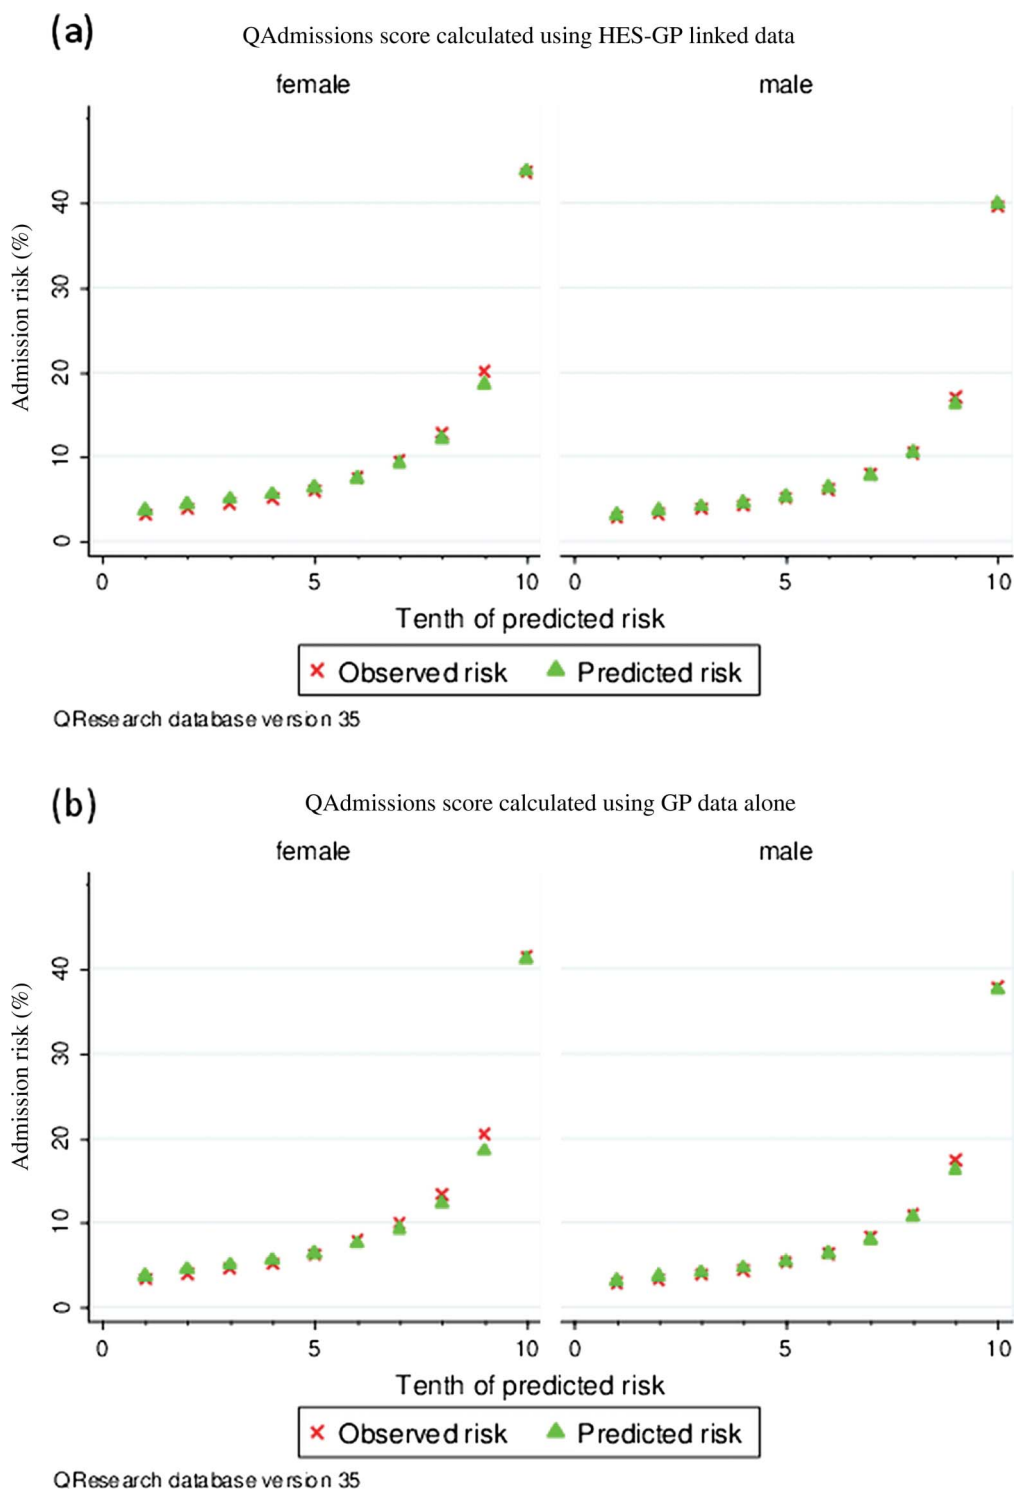 (a)
QAdmissions score calculated using HES-GP linked data
female male
Admission risk (%)
40
30
20
10
0
0 5 10 0 5 10
Tenth of predicted risk
Observed risk Predicted risk
QResearch database version 35
(b)
QAdmissions score calculated using GP data alone
female male
Admission risk (%)
40
30
20
10
0
0 5 10 0 5 10
Tenth of predicted risk
Observed risk Predicted risk
QResearch database version 35